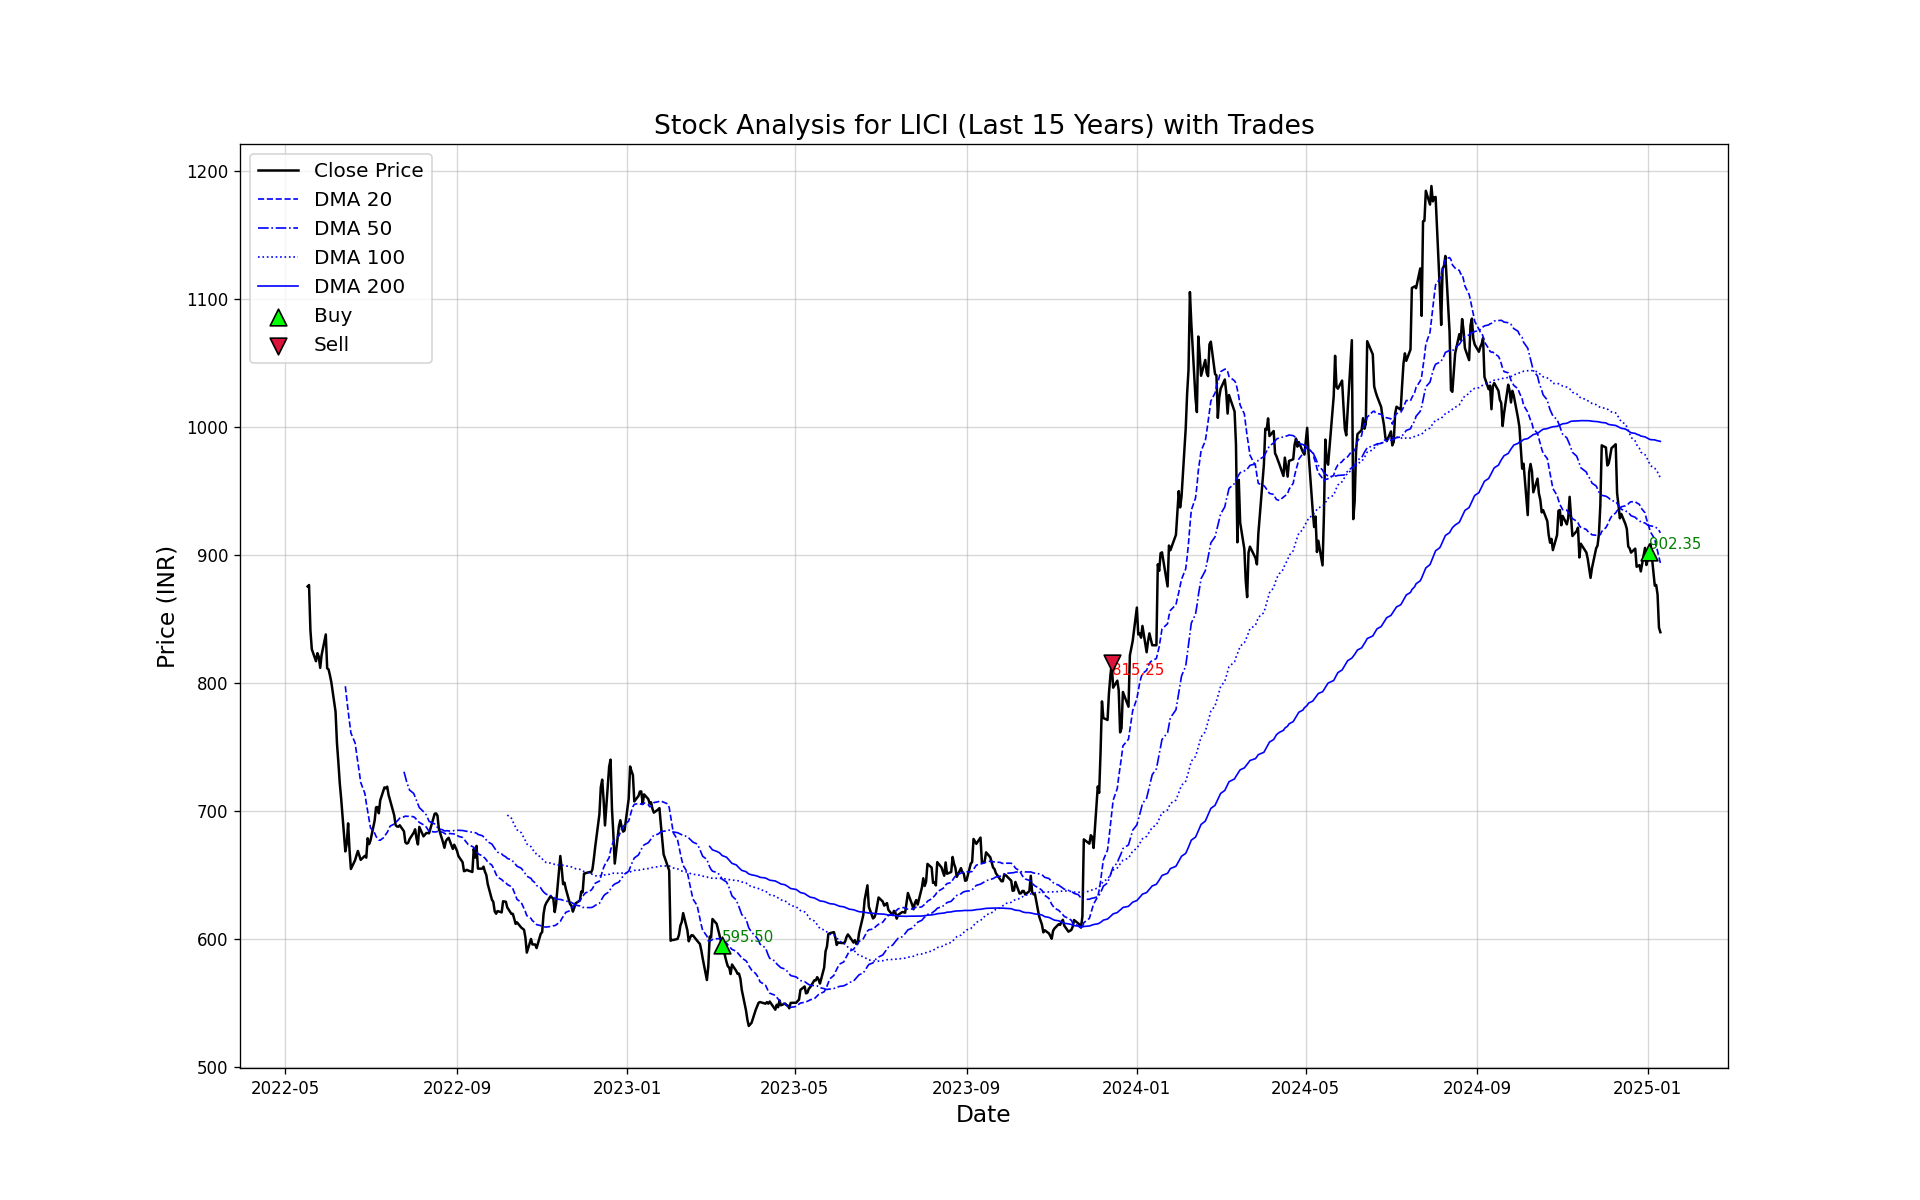 Stock Analysis for LICI (Last 15 Years) with Trades
Close Price
DMA 20
DMA 50
DMA 100
DMA 200
Buy
Sell
Price (INR)
1200
1100
1000
900
800
700
600
500
595.50
815.25
902.35
2022-05
2022-09
2023-01
2023-05
2023-09
2024-01
2024-05
2024-09
2025-01
Date